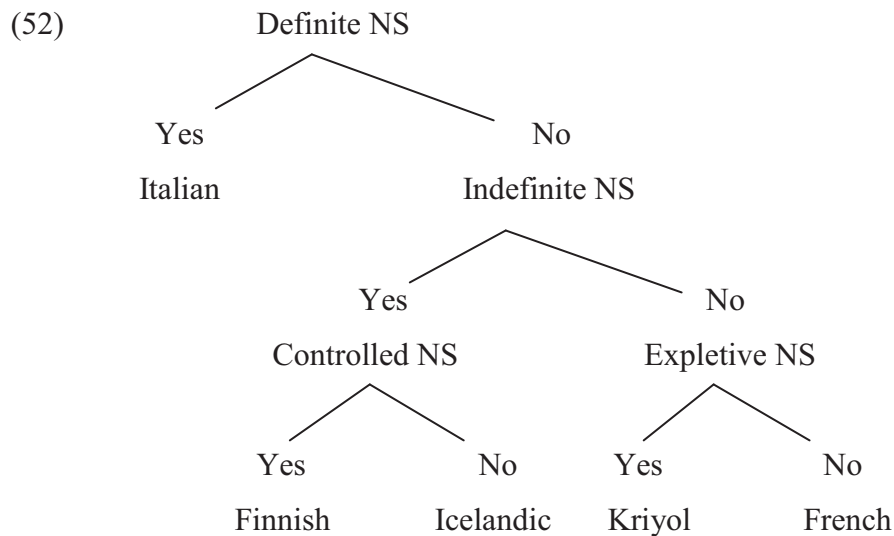 (52) Definite NS
Yes No
Italian Indefinite NS
Yes No
Controlled NS Expletive NS
Yes No Yes No
Finnish Icelandic Kriyol French